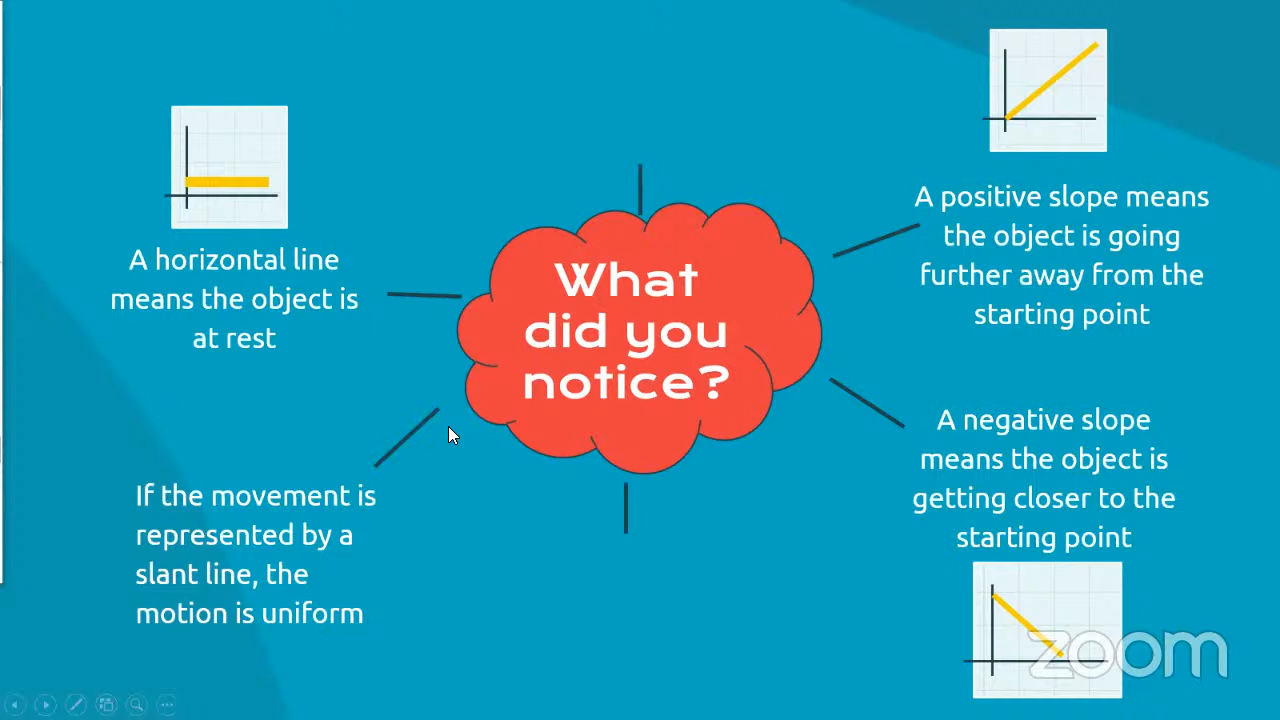 What
did you
notice?
A horizontal line
means the object is
at rest
A positive slope means
the object is going
further away from the
starting point
If the movement is
represented by a
slant line, the
motion is uniform
A negative slope
means the object is
getting closer to the
starting point
zoom